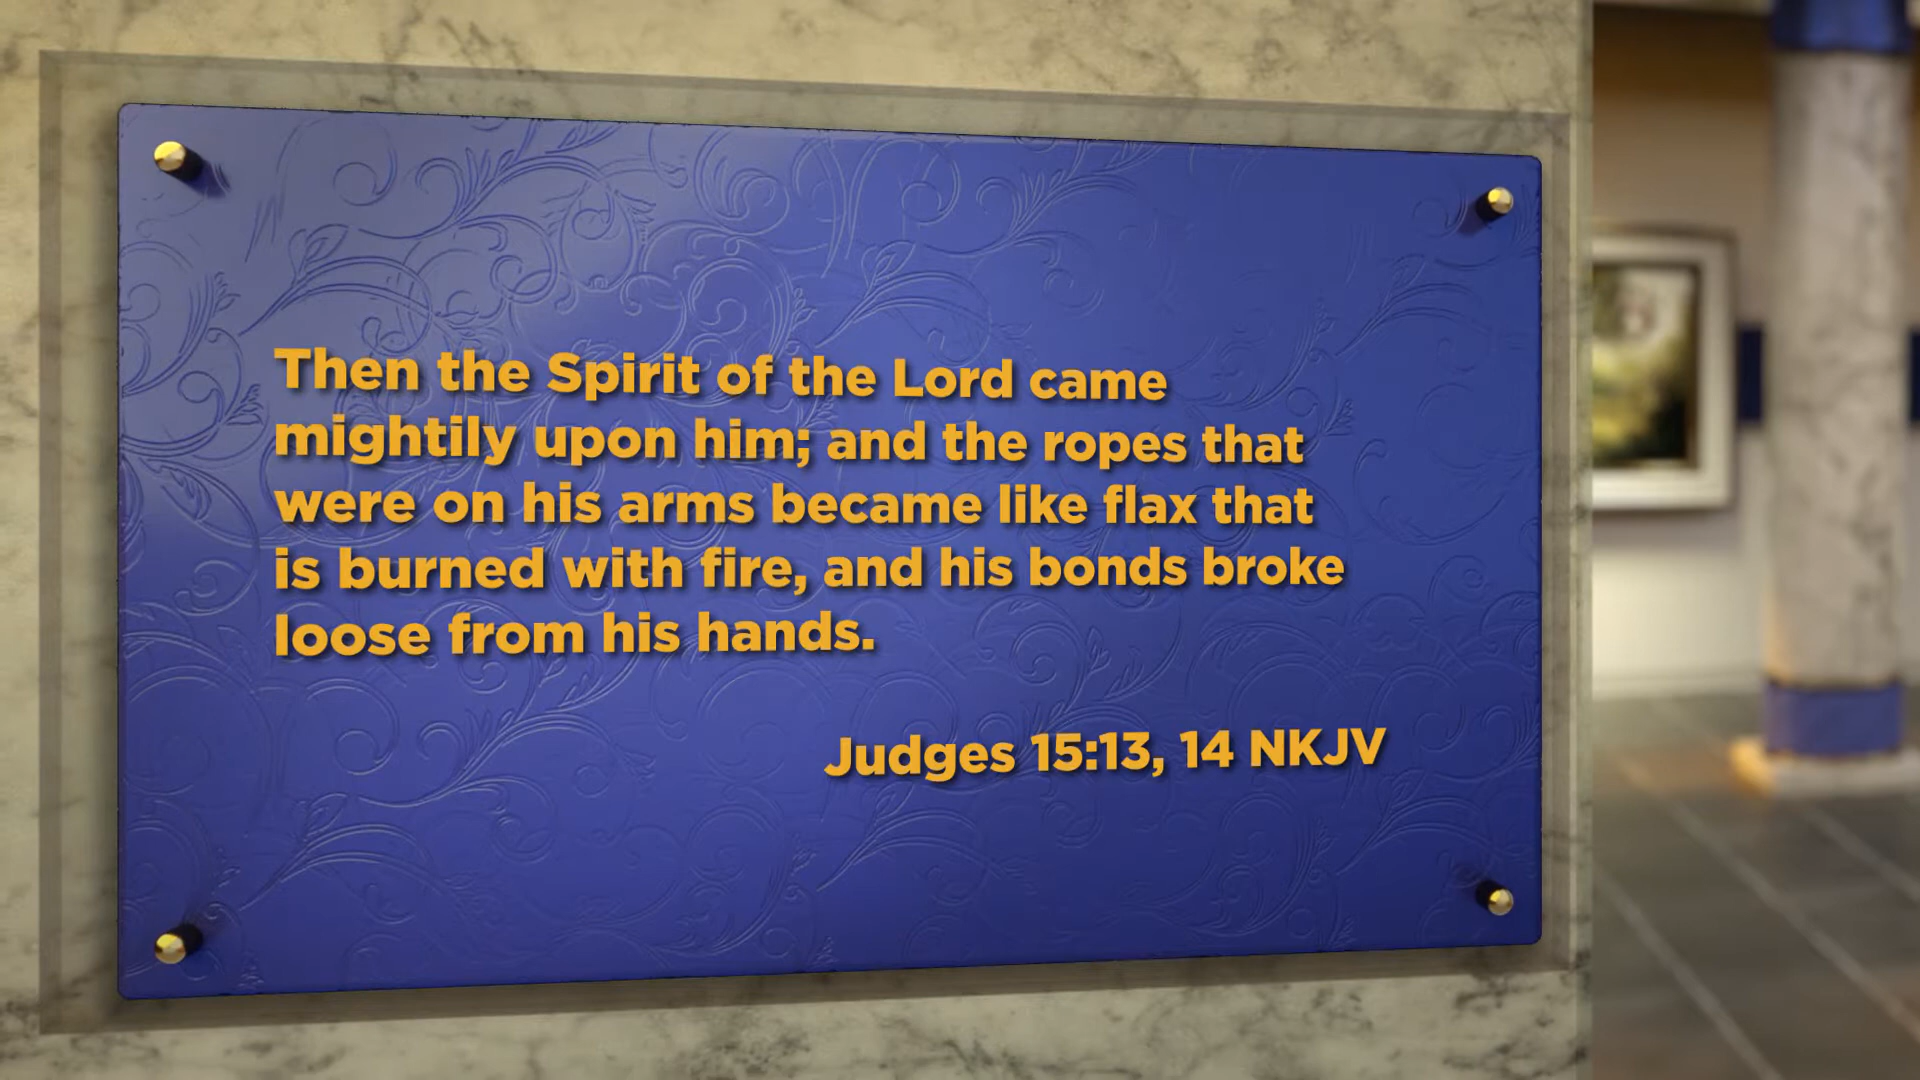 Then the Spirit of the Lord came
mightily upon him; and the ropes that
were on his arms became like flax that
is burned with fire, and his bonds broke
loose from his hands.
Judges 15:13, 14 NKJV